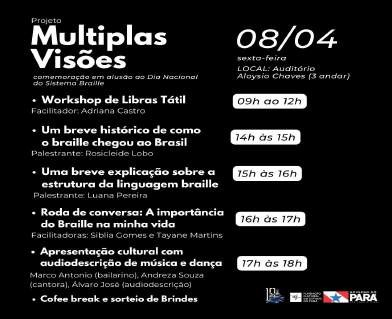 Projeto
Multiplas
Visões
comemoração em alusão ao Dia Nacional
do Sistema Braille
08/04
sexta-feira
LOCAL: Auditório
Aloysio Chaves (3 andar)
• Workshop de Libras Tátil
Facilitador: Adriana Castro
09h ao 12h
• Um breve histórico de como
o braille chegou ao Brasil
Palestrante: Rosicleide Lobo
14h às 15h
• Uma breve explicação sobre a
estrutura da linguagem braille
Palestrante: Luana Pereira
15h às 16h
• Roda de conversa: A importância
do Braille na minha vida
Facilitadoras: Siblia Gomes e Tayane Martins
16h às 17h
• Apresentação cultural com
audiodescrição de música e dança
Marco Antonio (bailarino), Andreza Souza
(cantora), Álvaro José (audiodescrição)
17h às 18h
• Cofee break e sorteio de Brindes
GOVERNO DO
PARÁ